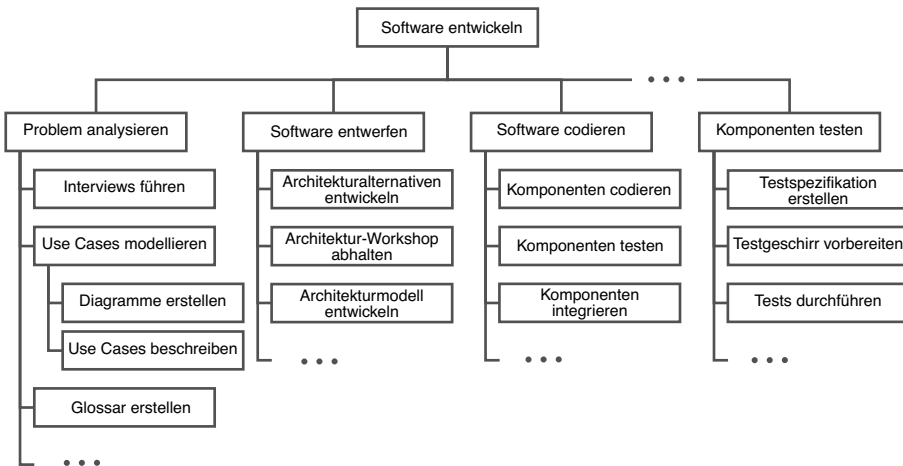 Software entwickeln
• • •
Problem analysieren
Interviews führen
Use Cases modellieren
Diagramme erstellen
Use Cases beschreiben
Glossar erstellen
• • •
Software entwerfen
Architekturalternativen
entwickeln
Architektur-Workshop
abhalten
Architekturmodell
entwickeln
• • •
Software codieren
Komponenten codieren
Komponenten testen
Komponenten
integrieren
• • •
Komponenten testen
Testspezifikation
erstellen
Testgeschirr vorbereiten
Tests durchführen
• • •